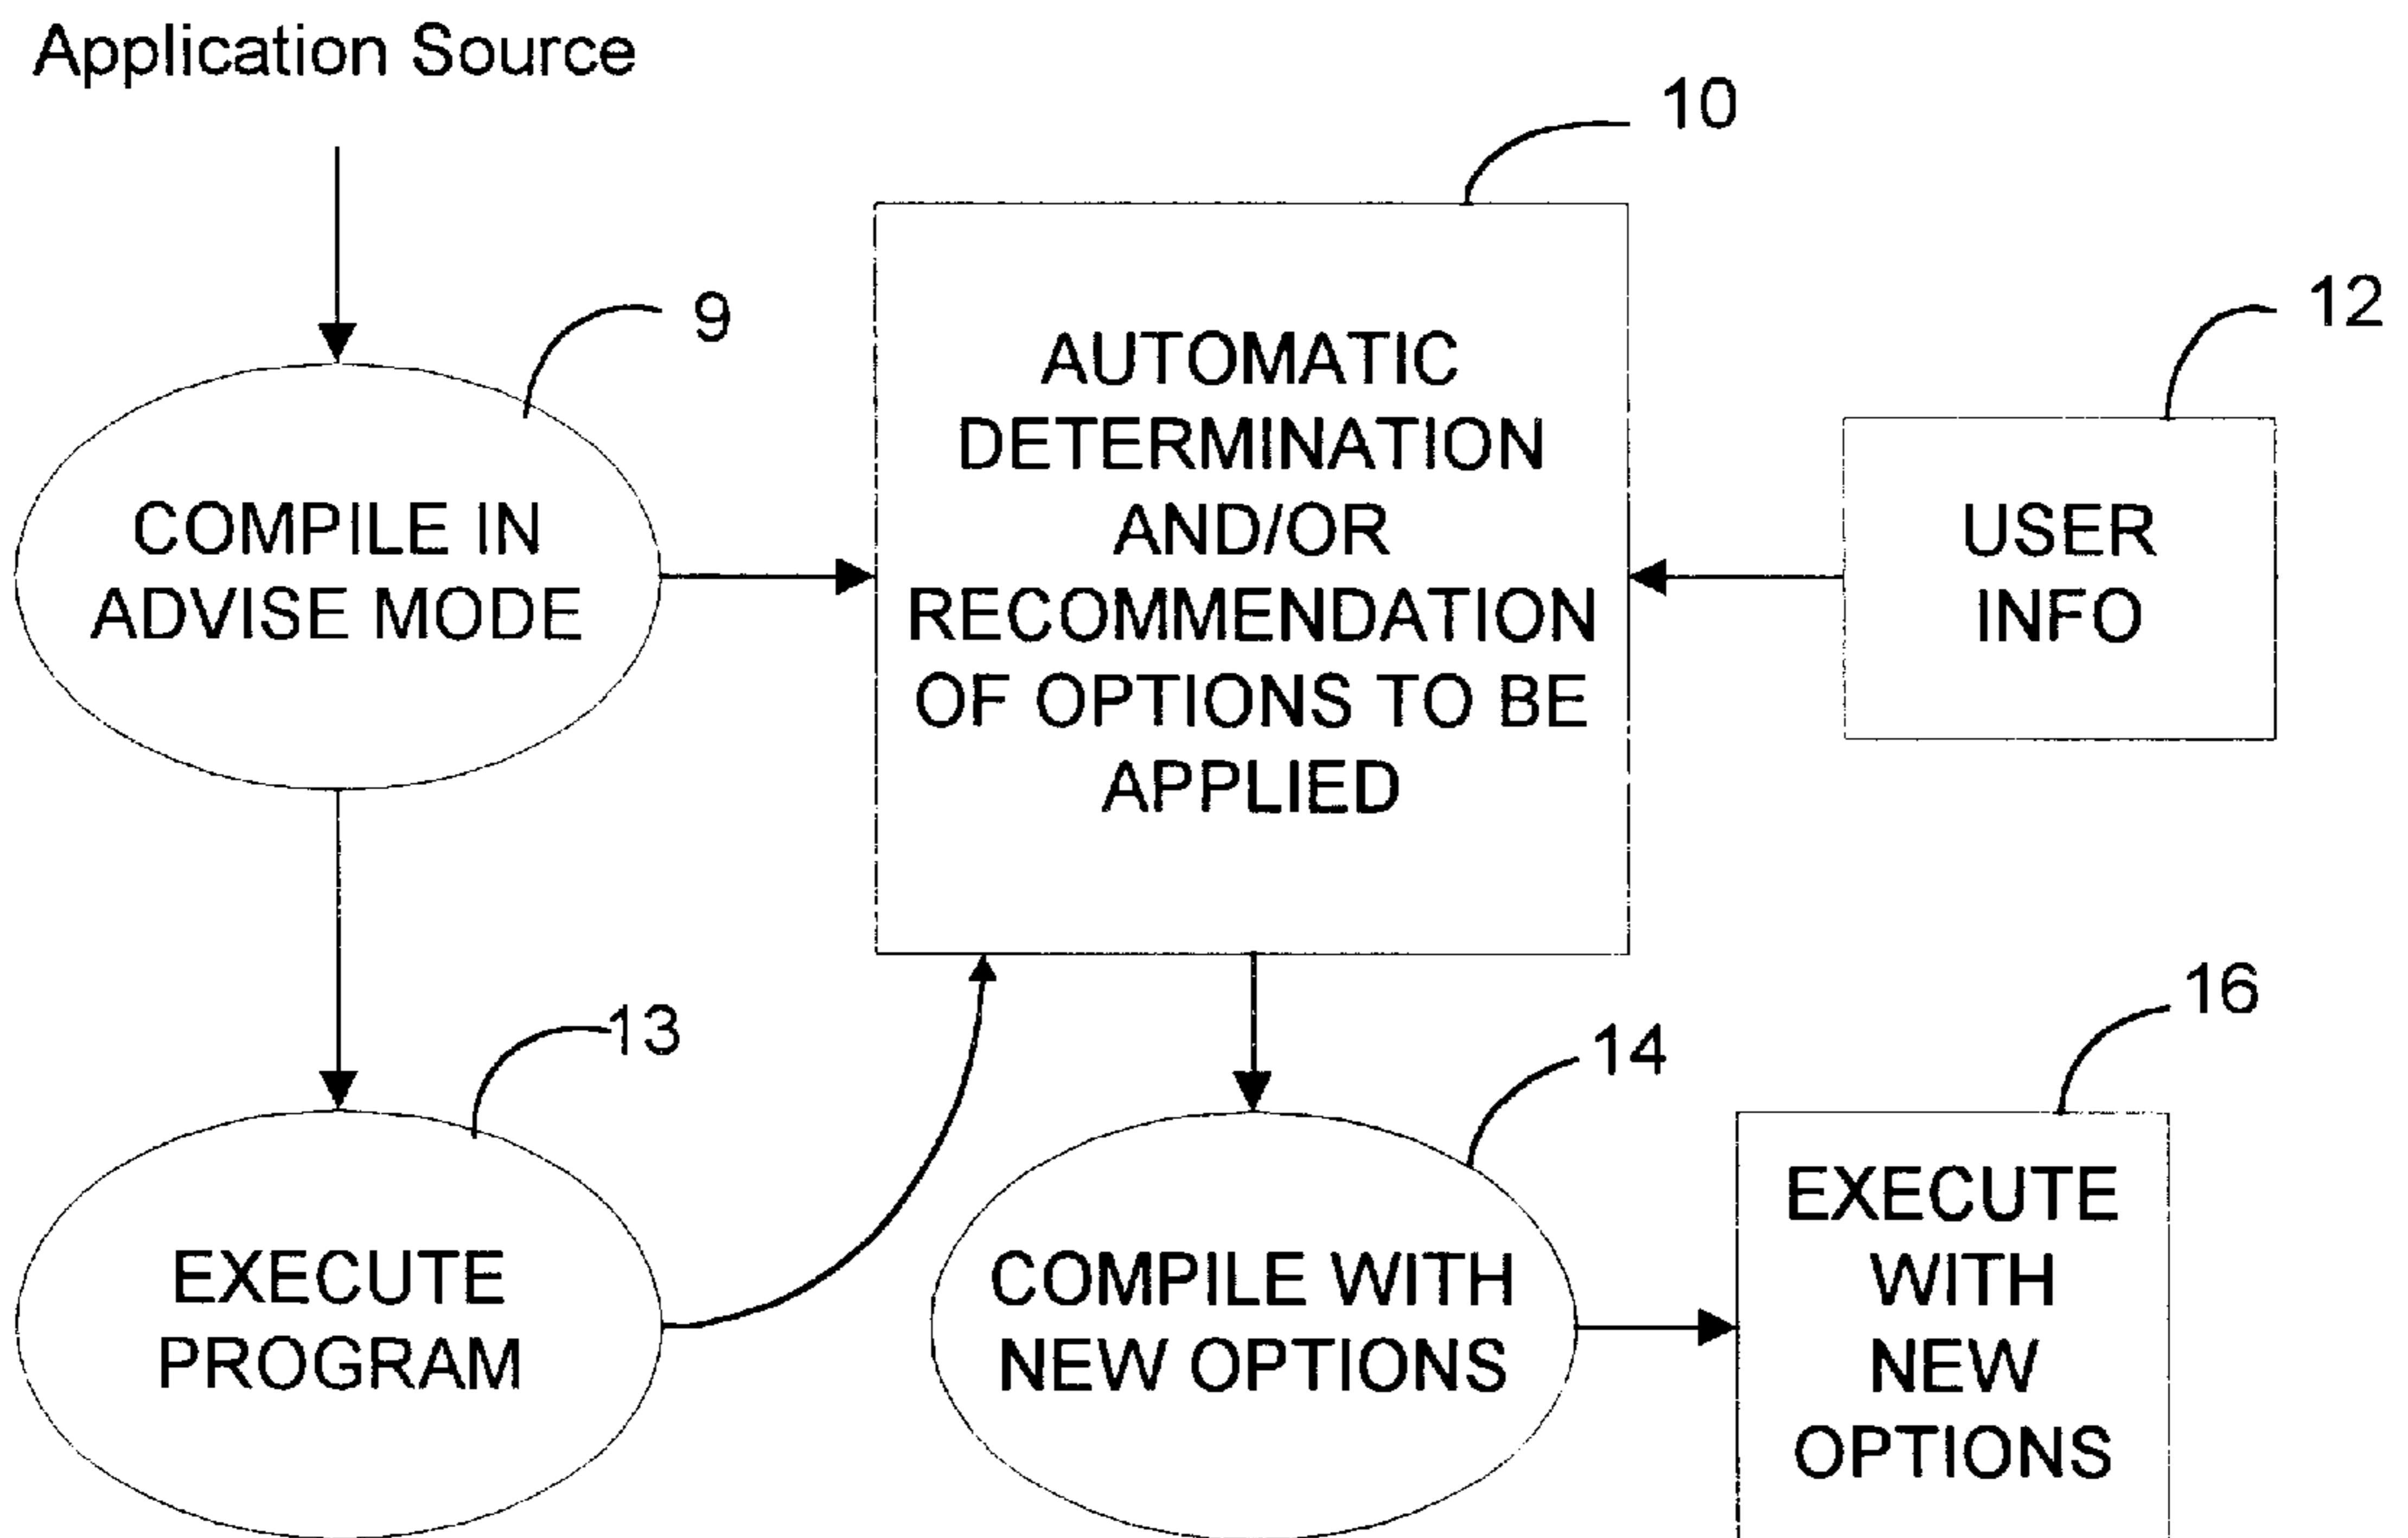 Application Source
10
9
12
AUTOMATIC
DETERMINATION
AND/OR
RECOMMENDATION
OF OPTIONS TO BE
APPLIED
COMPILE IN
ADVISE MODE
USER
INFO
13
14
16
EXECUTE
PROGRAM
COMPILE WITH
NEW OPTIONS
EXECUTE
WITH
NEW
OPTIONS